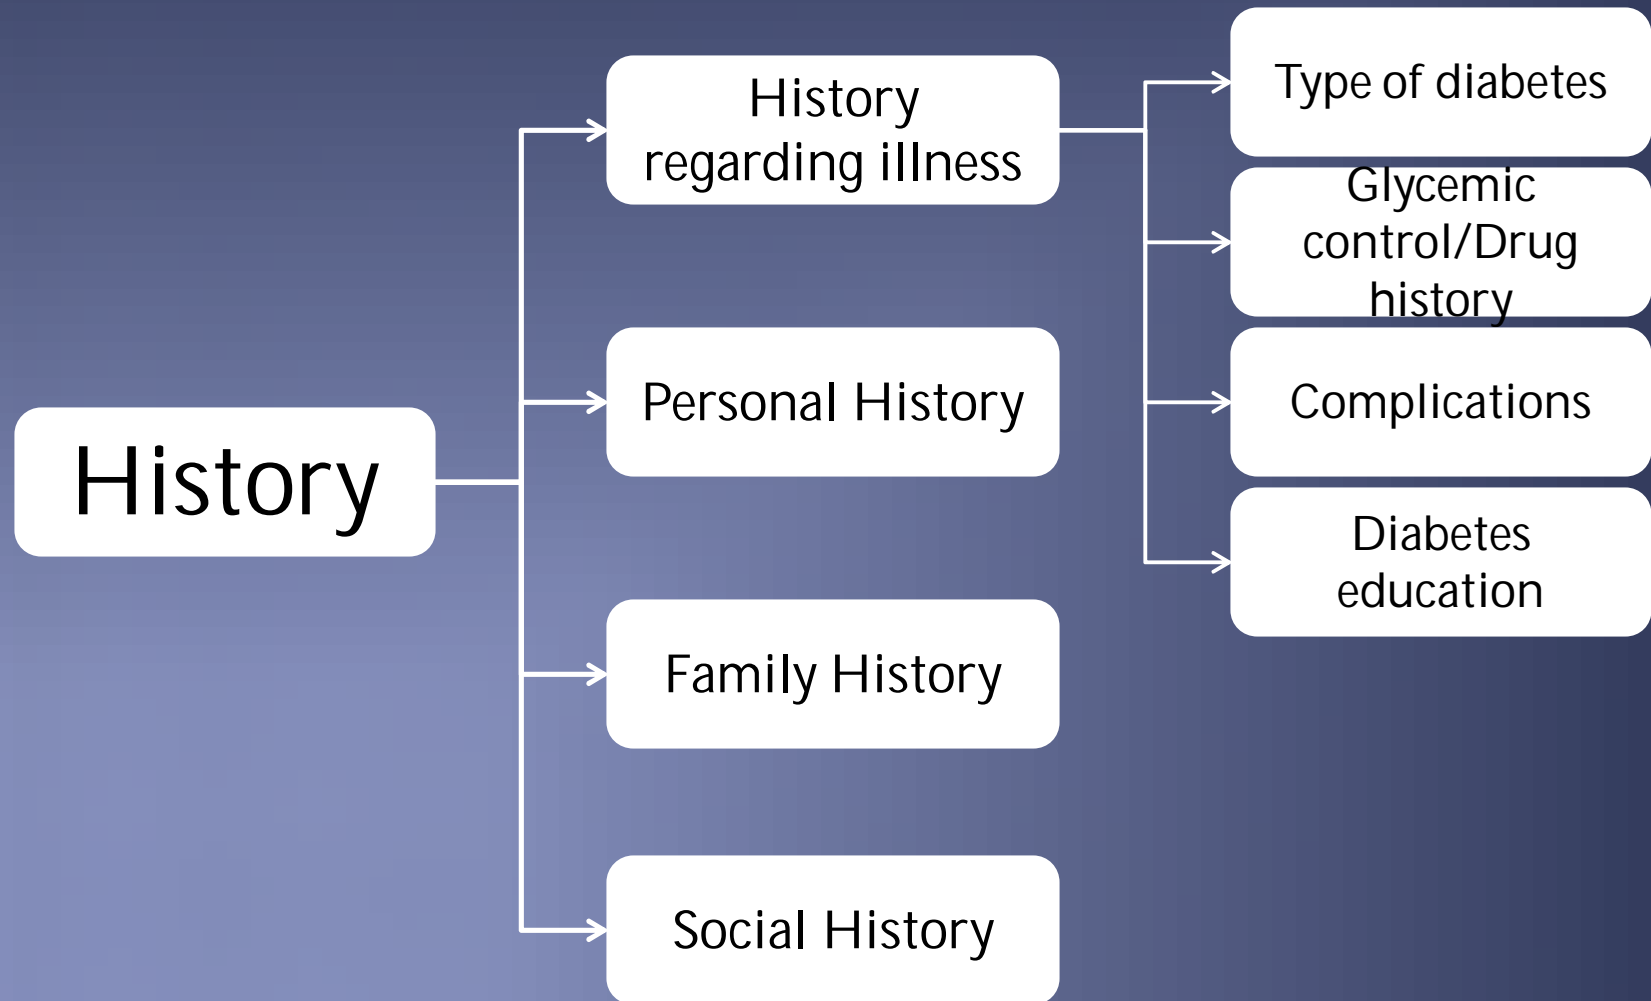 History
History
regarding illness
Type of diabetes
Glycemic
control/Drug
history
Complications
Diabetes
education
Personal History
Family History
Social History